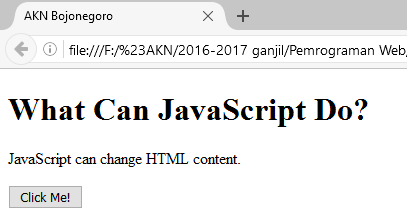 AKN Bojonegoro
file:///F:/%23AKN/2016-2017 ganjil/Pemrograman Web/
What Can JavaScript Do?
JavaScript can change HTML content.
Click Me!